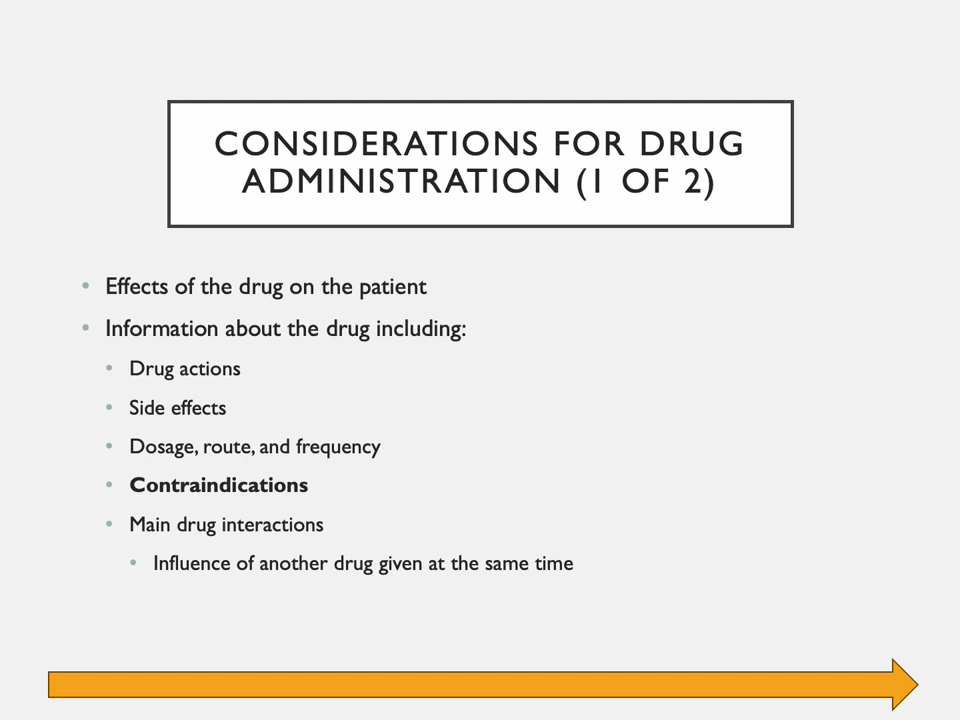 CONSIDERATIONS FOR DRUG
ADMINISTRATION (1 OF 2)
• Effects of the drug on the patient
• Information about the drug including:
• Drug actions
• Side effects
• Dosage, route, and frequency
• Contraindications
• Main drug interactions
• Influence of another drug given at the same time